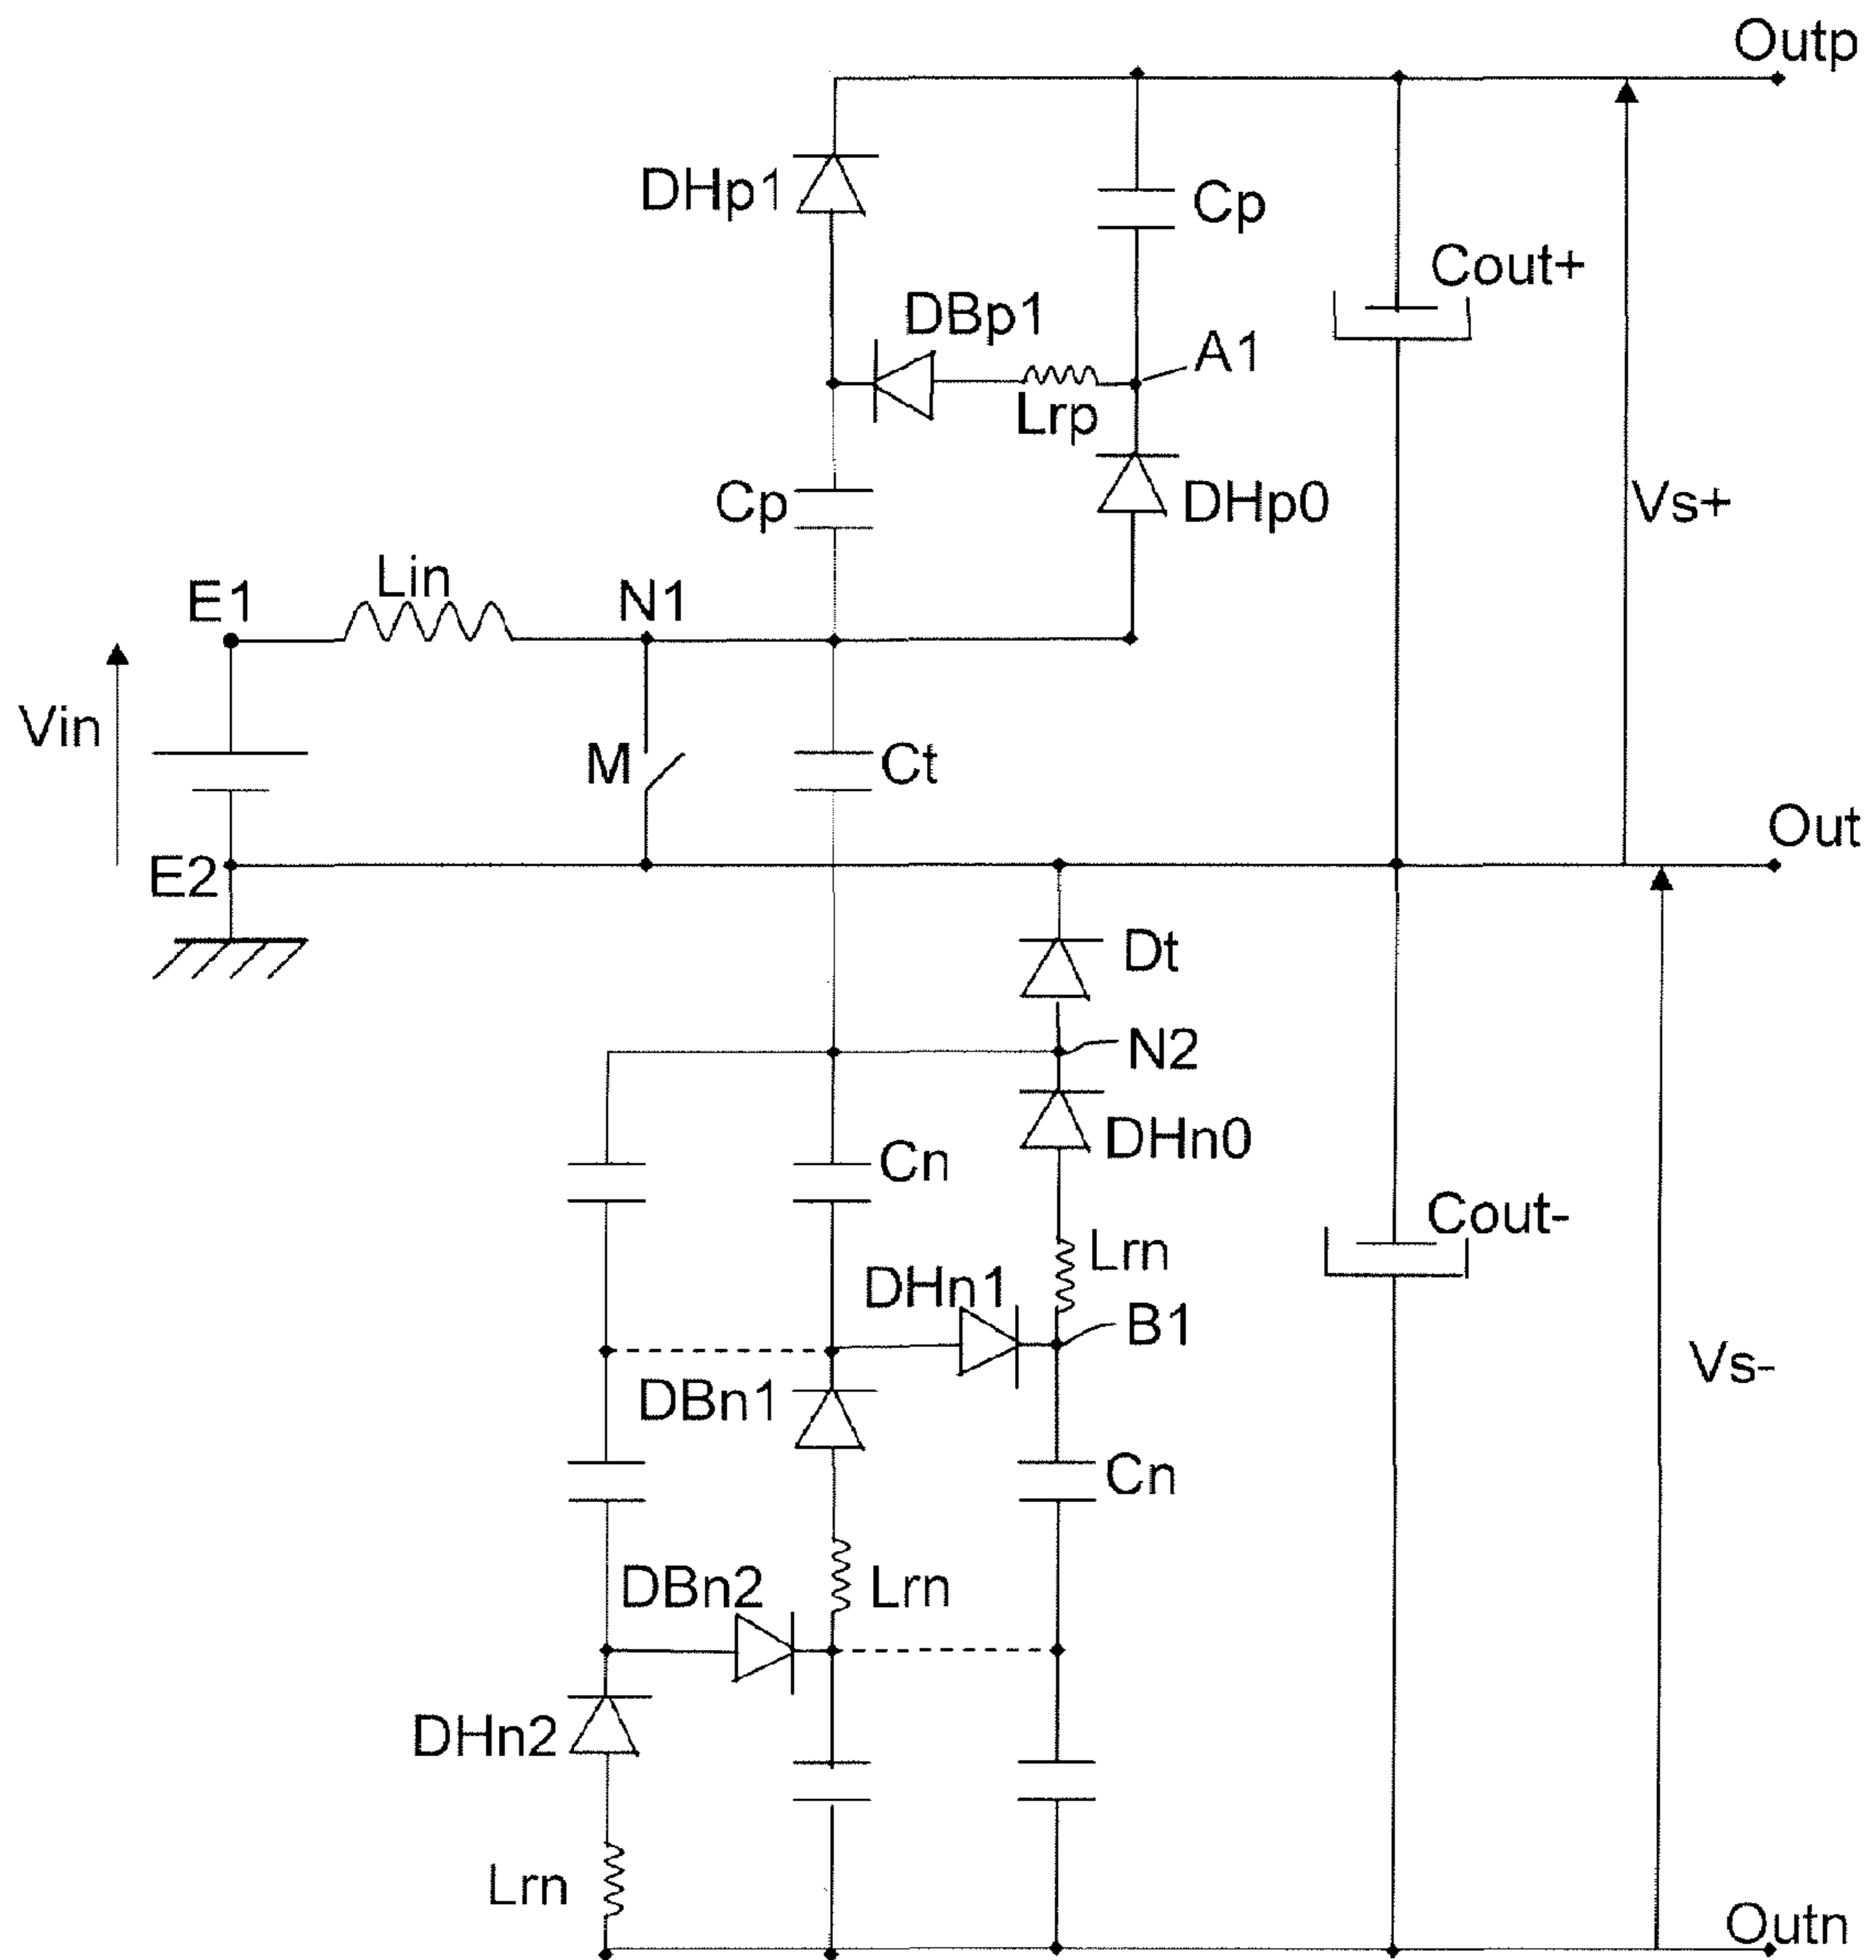 Outp
DHp1
Cp
Cout+
DBp1
A1
Lrp
Cp
DHp0
Vs+
Lin
E1
N1
Vin
M
Ct
Out
E2
Dt
N2
DHn0
Cn
Cout-
Lrn
DHn1
B1
Vs-
DBn1
Cn
DBn2
Lrn
DHn2
Lrn
Outn